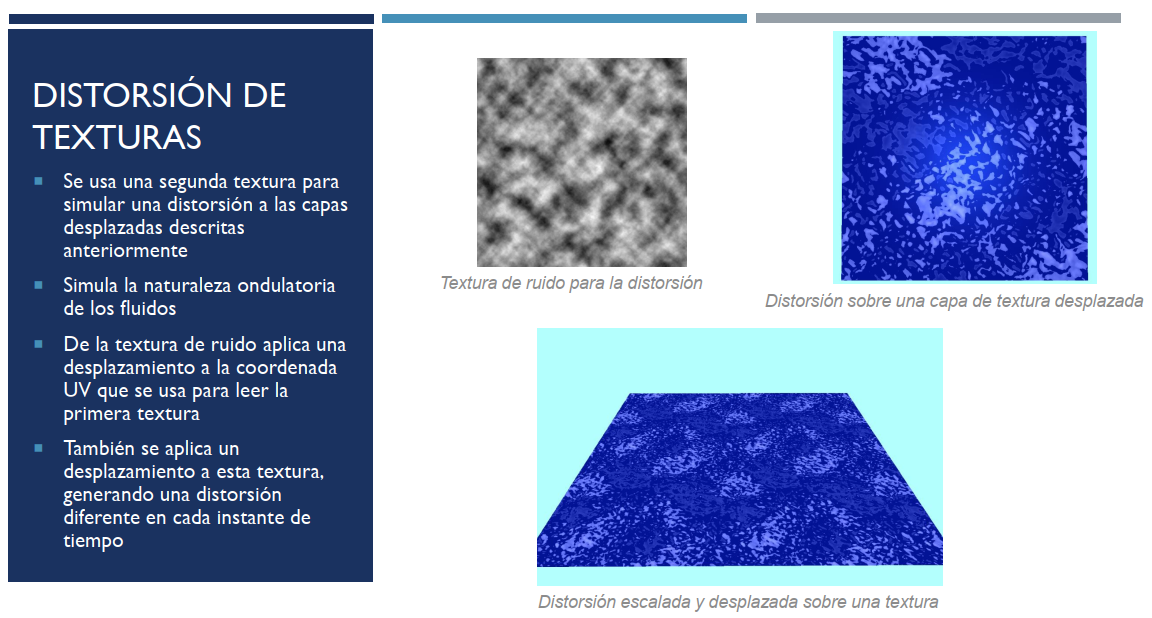 DISTORSIÓN DE
TEXTURAS
Se usa una segunda textura para
simular una distorsión a las capas
desplazadas descritas
anteriormente
Simula la naturaleza ondulatoria
de los fluidos
De la textura de ruido aplica una
desplazamiento a la coordenada
UV que se usa para leer la
primera textura
También se aplica un
desplazamiento a esta textura,
generando una distorsión
diferente en cada instante de
tiempo
Textura de ruido para la distorsión
Distorsión sobre una capa de textura desplazada
Distorsión escalada y desplazada sobre una textura